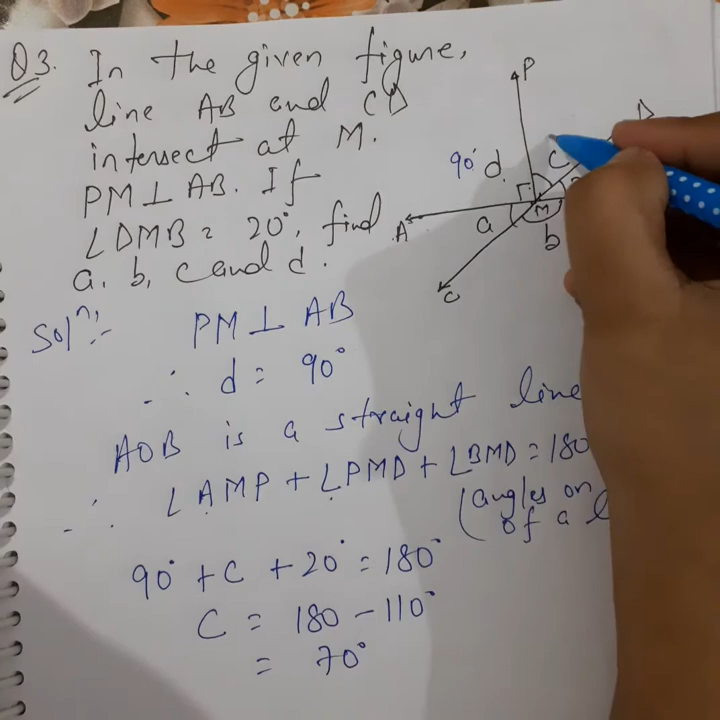 Q3. In the given figure,
line AB and CD
intersect at M.
PM⊥AB. If
∠DMB = 20°, find
a, b, c and d.
P
D
90° d
c
A
a
M
b
C
Solⁿ:-
PM⊥AB
∴ d = 90°
AOB is a straight line
∴ ∠AMP + ∠PMD + ∠BMD = 180
(angles on
of a
90° + C + 20° = 180°
C = 180 - 110°
= 70°